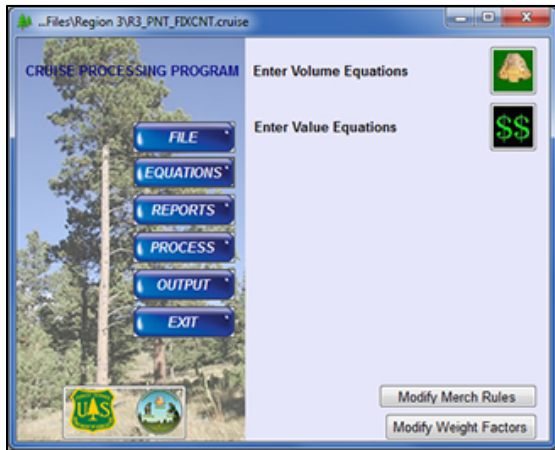 ...Files\Region 3\R3_PNT_FIXCNT.cruise
CRUISE PROCESSING PROGRAM
Enter Volume Equations
Enter Value Equations
$$
FILE
EQUATIONS
REPORTS
PROCESS
OUTPUT
EXIT
UAS
Modify Merch Rules
Modify Weight Factors